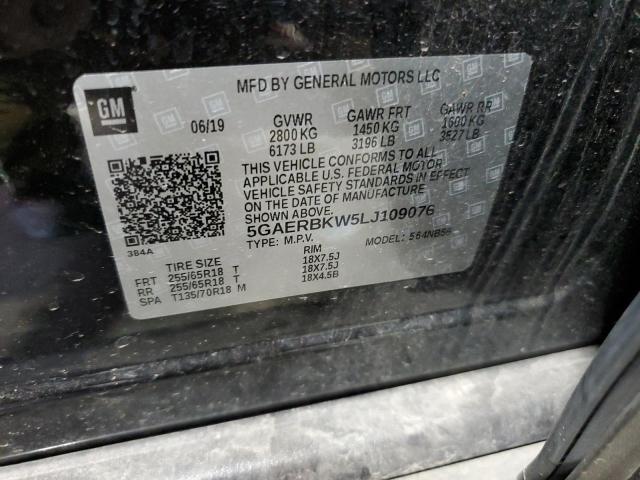 MFD BY GENERAL MOTORS LLC
GM
06/19 GVWR GAWR FRT GAWR RR
2800 KG 1450 KG 1600 KG
6173 LB 3196 LB 3527 LB
THIS VEHICLE CONFORMS TO ALL
APPLICABLE U.S. FEDERAL MOTOR
VEHICLE SAFETY STANDARDS IN EFFECT
ON THE DATE OF MANUFACTURE
SHOWN ABOVE.
5GAERBKW5LJ109076
TYPE: M.P.V. MODEL: 564NB56
384A
TIRE SIZE RIM
FRT 255/65R18 T 18X7.5J
RR 255/65R18 T 18X7.5J
SPA T135/70R18 M 18X4.5B